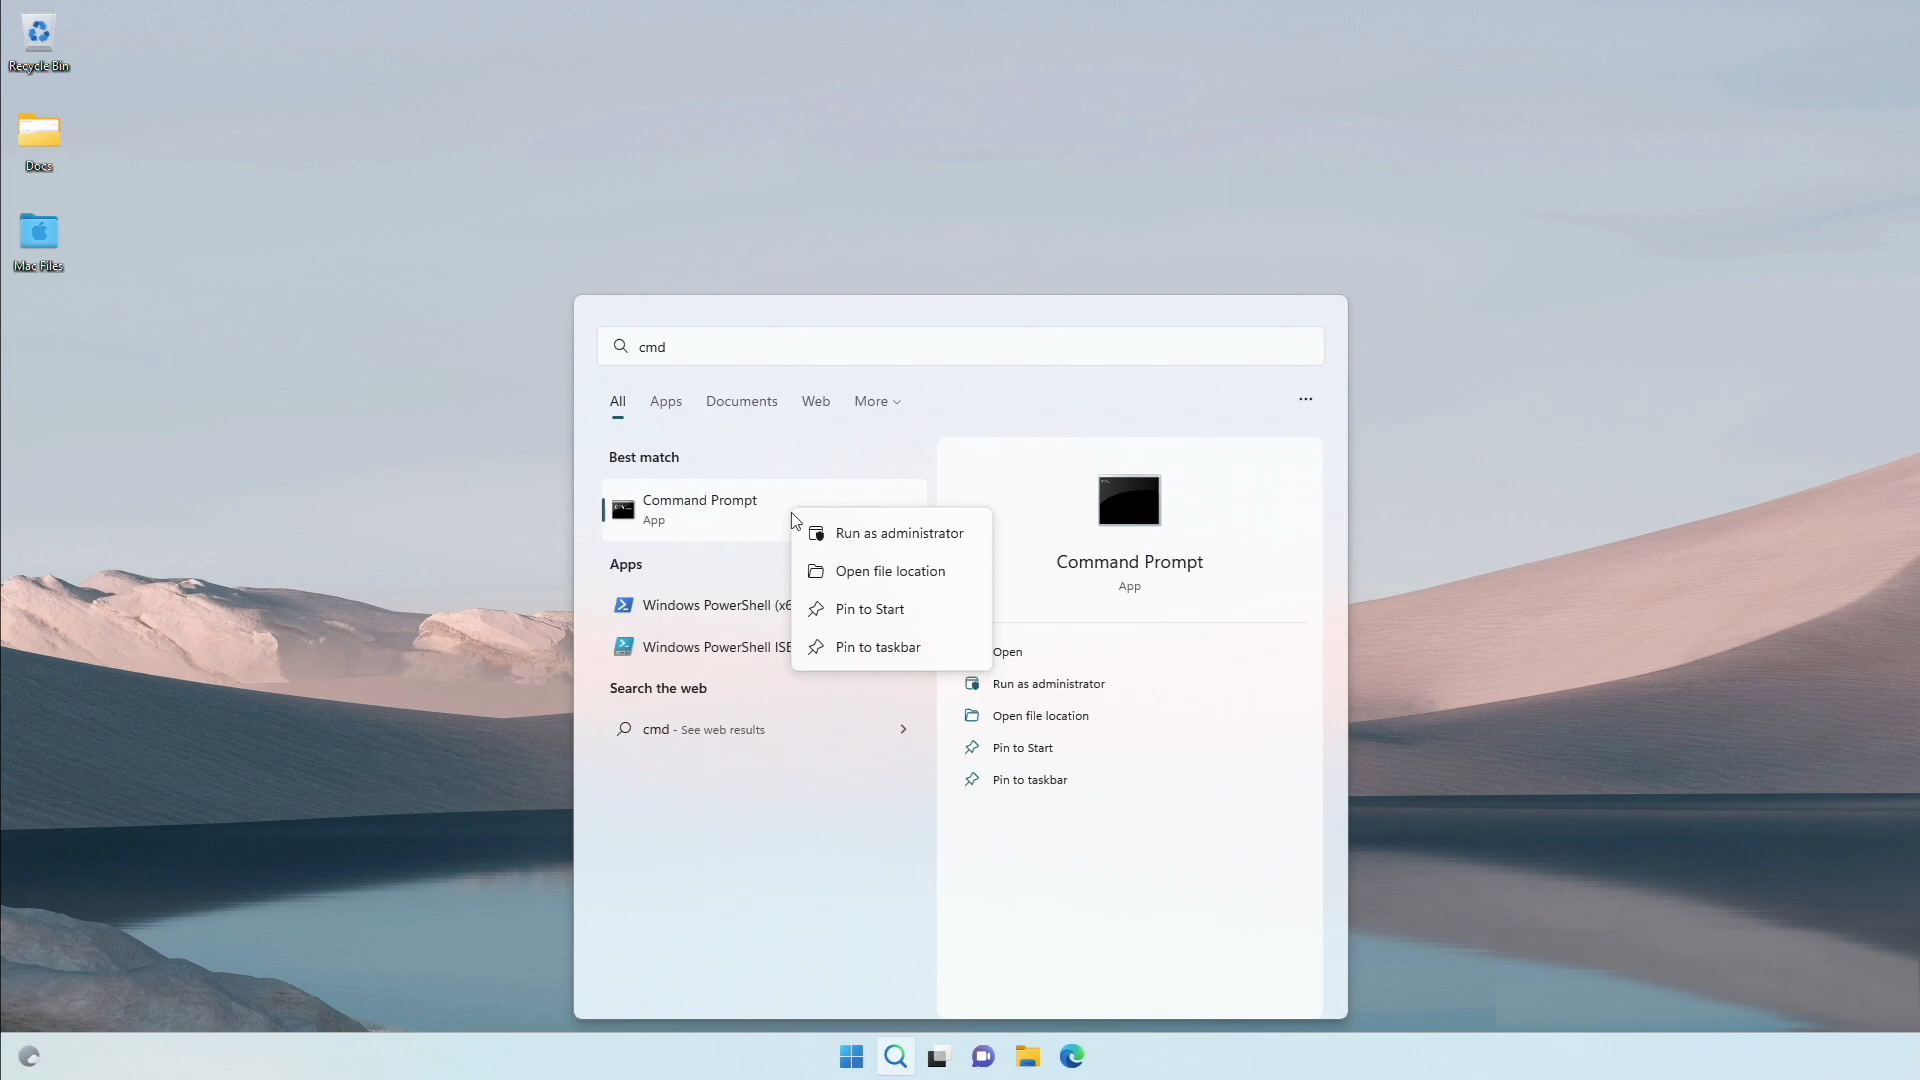 Recycle Bin
Docs
Mac Files
cmd
All Apps Documents Web More
Best match
Command Prompt
App
Apps
Windows PowerShell
Windows PowerShell
Search the web
cmd - See web results
Run as administrator
Open file location
Pin to Start
Pin to taskbar
Command Prompt
App
Open
Run as administrator
Open file location
Pin to Start
Pin to taskbar